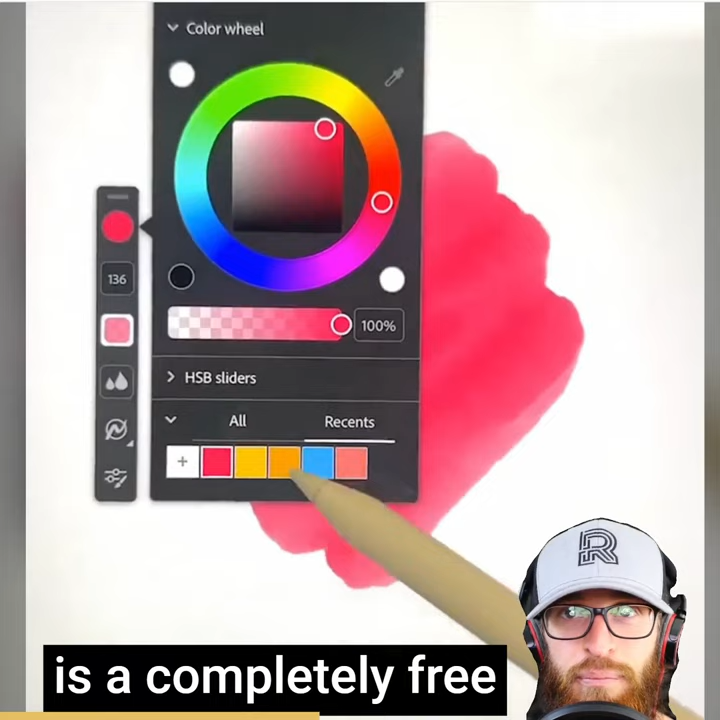 Color wheel
136
100%
HSB sliders
All
Recents
+
R
is a completely free